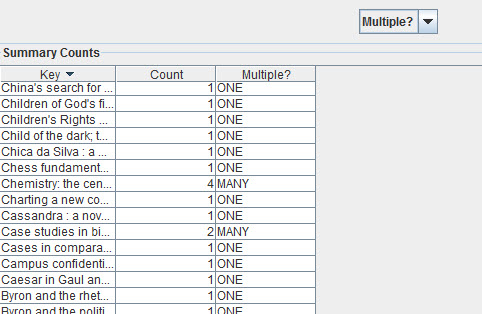 Multiple?
Summary Counts
Key Count Multiple?
China's search for ... 1 ONE
Children of God's fi... 1 ONE
Children's Rights ... 1 ONE
Child of the dark; t... 1 ONE
Chica da Silva : a ... 1 ONE
Chess fundament... 1 ONE
Chemistry: the cen... 4 MANY
Charting a new co... 1 ONE
Cassandra : a nov... 1 ONE
Case studies in bi... 2 MANY
Cases in compara... 1 ONE
Campus confidenti... 1 ONE
Caesar in Gaul an... 1 ONE
Byron and the rhet... 1 ONE
Byron and the politi... 1 ONE